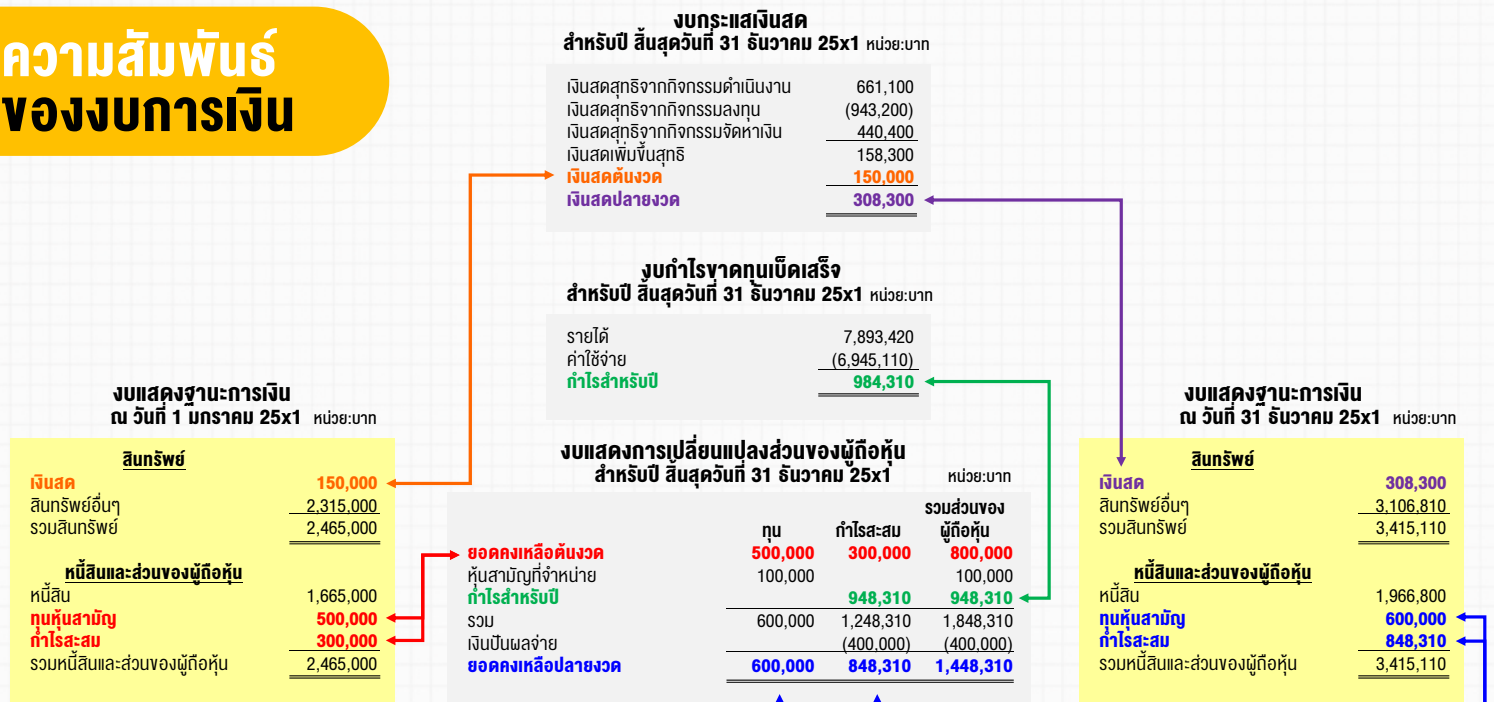 ความสัมพันธ์
ของงบการเงิน
งบกระแสเงินสด
สำหรับปี สิ้นสุดวันที่ 31 ธันวาคม 25x1 หน่วย:บาท
เงินสดสุทธิจากกิจกรรมดำเนินงาน 661,100
เงินสดสุทธิจากกิจกรรมลงทุน (943,200)
เงินสดสุทธิจากกิจกรรมจัดหาเงิน 440,400
เงินสดเพิ่มขึ้นสุทธิ 158,300
เงินสดต้นงวด 150,000
เงินสดปลายงวด 308,300
งบกำไรขาดทุนเบ็ดเสร็จ
สำหรับปี สิ้นสุดวันที่ 31 ธันวาคม 25x1 หน่วย:บาท
รายได้ 7,893,420
ค่าใช้จ่าย (6,945,110)
กำไรสำหรับปี 984,310
งบแสดงฐานะการเงิน
ณ วันที่ 1 มกราคม 25x1 หน่วย:บาท
สินทรัพย์
เงินสด 150,000
สินทรัพย์อื่นๆ 2,315,000
รวมสินทรัพย์ 2,465,000
หนี้สินและส่วนของผู้ถือหุ้น
หนี้สิน 1,665,000
ทุนหุ้นสามัญ 500,000
กำไรสะสม 300,000
รวมหนี้สินและส่วนของผู้ถือหุ้น 2,465,000
งบแสดงการเปลี่ยนแปลงส่วนของผู้ถือหุ้น
สำหรับปี สิ้นสุดวันที่ 31 ธันวาคม 25x1 หน่วย:บาท
รวมส่วนของ
ทุน กำไรสะสม ผู้ถือหุ้น
ยอดคงเหลือต้นงวด 500,000 300,000 800,000
หุ้นสามัญที่จำหน่าย 100,000 100,000
กำไรสำหรับปี 948,310 948,310
รวม 600,000 1,248,310 1,848,310
เงินปันผลจ่าย (400,000) (400,000)
ยอดคงเหลือปลายงวด 600,000 848,310 1,448,310
งบแสดงฐานะการเงิน
ณ วันที่ 31 ธันวาคม 25x1 หน่วย:บาท
สินทรัพย์
เงินสด 308,300
สินทรัพย์อื่นๆ 3,106,810
รวมสินทรัพย์ 3,415,110
หนี้สินและส่วนของผู้ถือหุ้น
หนี้สิน 1,966,800
ทุนหุ้นสามัญ 600,000
กำไรสะสม 848,310
รวมหนี้สินและส่วนของผู้ถือหุ้น 3,415,110